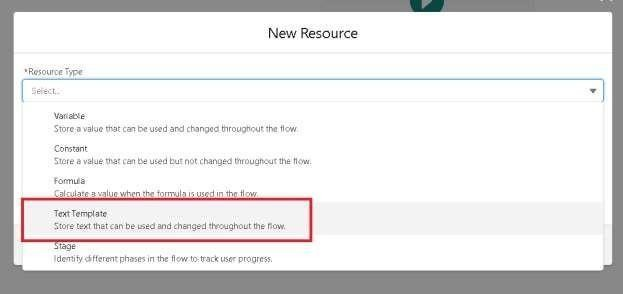 New Resource
*Resource Type
Select...
Variable
Store a value that can be used and changed throughout the flow.
Constant
Store a value that can be used but not changed throughout the flow.
Formula
Calculate a value when the formula is used in the flow.
Text Template
Store text that can be used and changed throughout the flow.
Stage
Identify different phases in the flow to track user progress.